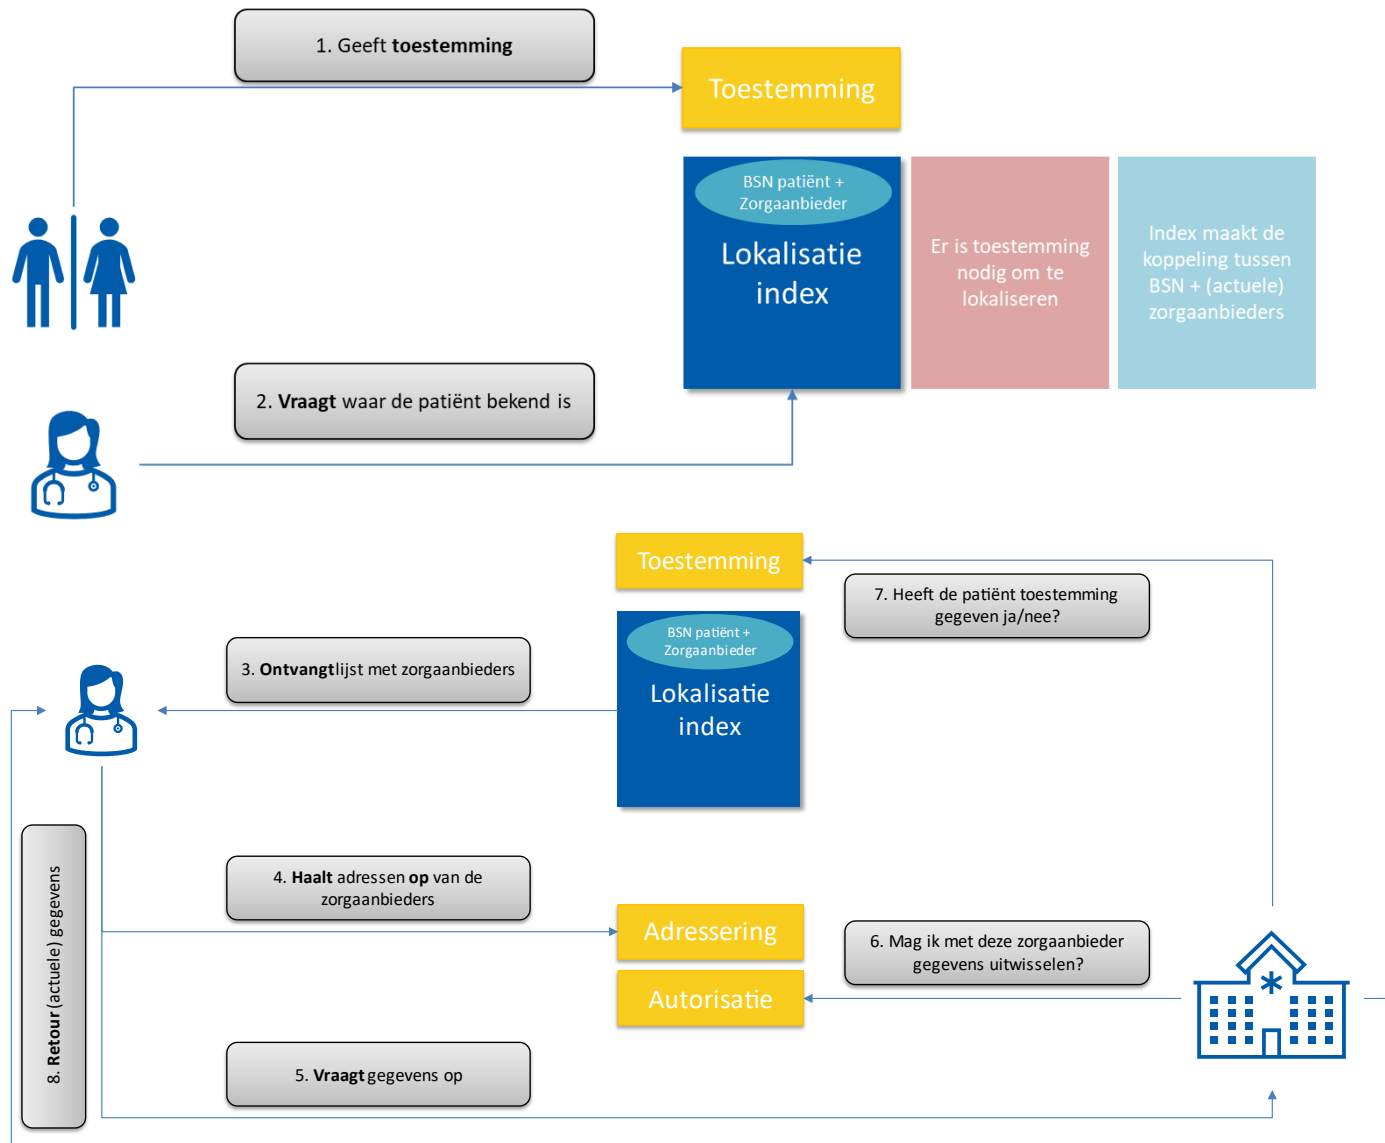 1. Geeft toestemming
Toestemming
BSN patiënt +
Zorgaanbieder
Lokalisatie
index
Er is toestemming
nodig om te
lokaliseren
Index maakt de
koppeling tussen
BSN + (actuele)
zorgaanbieders
2. Vraagt waar de patiënt bekend is
Toestemming
7. Heeft de patiënt toestemming
gegeven ja/nee?
BSN patiënt +
Zorgaanbieder
Lokalisatie
index
3. Ontvangt lijst met zorgaanbieders
8. Retour (actuele) gegevens
4. Haalt adressen op van de
zorgaanbieders
Adressering
6. Mag ik met deze zorgaanbieder
gegevens uitwisselen?
Autorisatie
5. Vraagt gegevens op